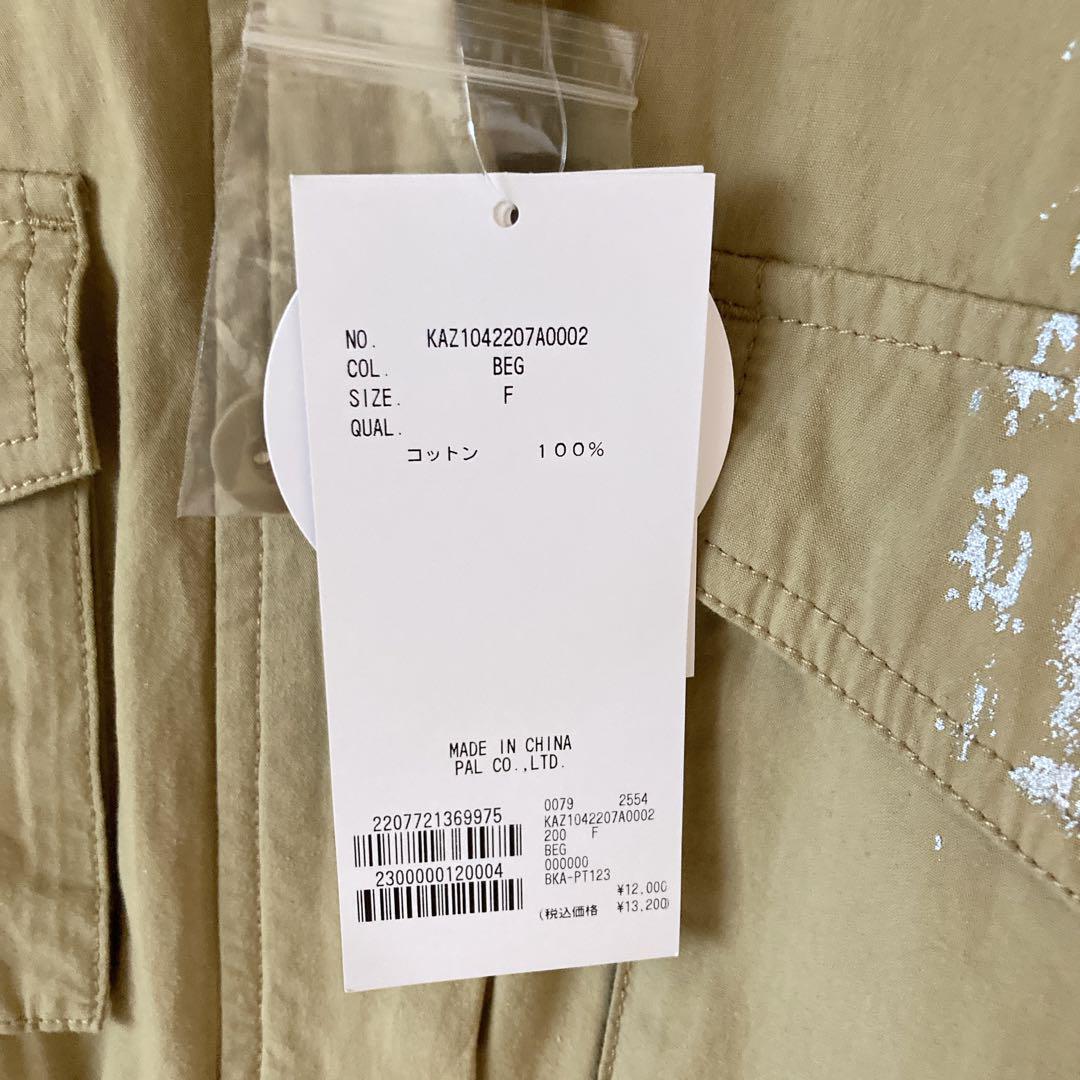 NO. KAZ1042207A0002
COL. BEG
SIZE. F
QUAL.
コットン 100%
MADE IN CHINA
PAL CO.,LTD.
2207721369975
2300000120004
0079 2554
KAZ1042207A0002
200 F
BEG
000000
BKA-PT123
¥12,000
(税込価格 ¥13,200)